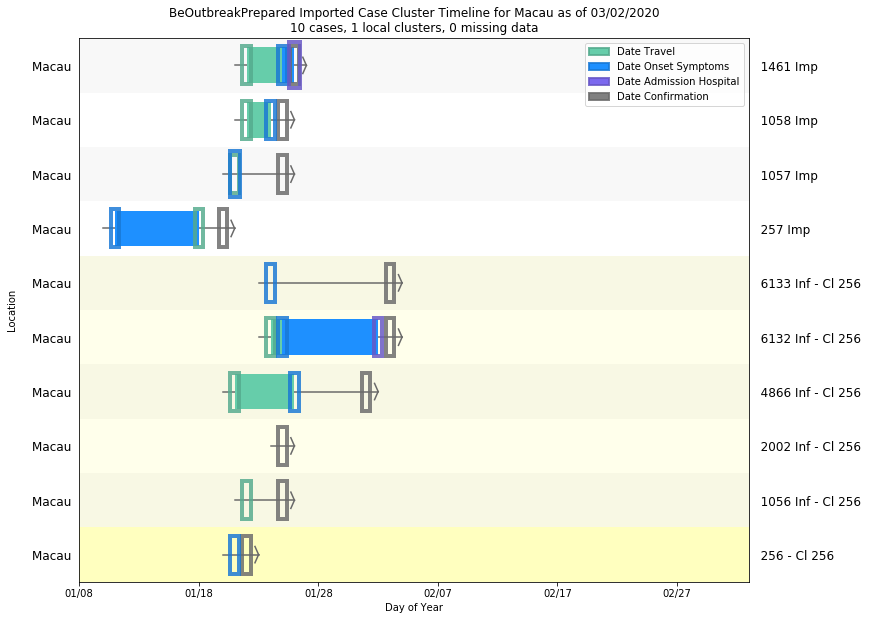 BeOutbreakPrepared Imported Case Cluster Timeline for Macau as of 03/02/2020
10 cases, 1 local clusters, 0 missing data
Date Travel
Date Onset Symptoms
Date Admission Hospital
Date Confirmation
Macau 1461 Imp
Macau 1058 Imp
Macau 1057 Imp
Macau 257 Imp
Macau 6133 Inf - Cl 256
Macau 6132 Inf - Cl 256
Macau 4866 Inf - Cl 256
Macau 2002 Inf - Cl 256
Macau 1056 Inf - Cl 256
Macau 256 - Cl 256
Location
01/08 01/18 01/28 02/07 02/17 02/27
Day of Year